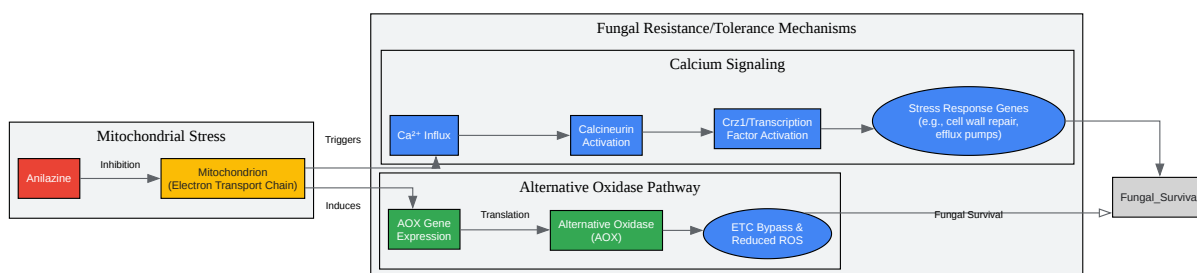 Fungal Resistance/Tolerance Mechanisms
Calcium Signaling
Mitochondrial Stress
Anilazine
Inhibition
Mitochondrion
(Electron Transport Chain)
Triggers
Induces
Ca²⁺ Influx
Calcineurin
Activation
Crz1/Transcription
Factor Activation
Stress Response Genes
(e.g., cell wall repair,
efflux pumps)
Alternative Oxidase Pathway
AOX Gene
Expression
Translation
Alternative Oxidase
(AOX)
ETC Bypass &
Reduced ROS
Fungal Survival
Fungal_Survival